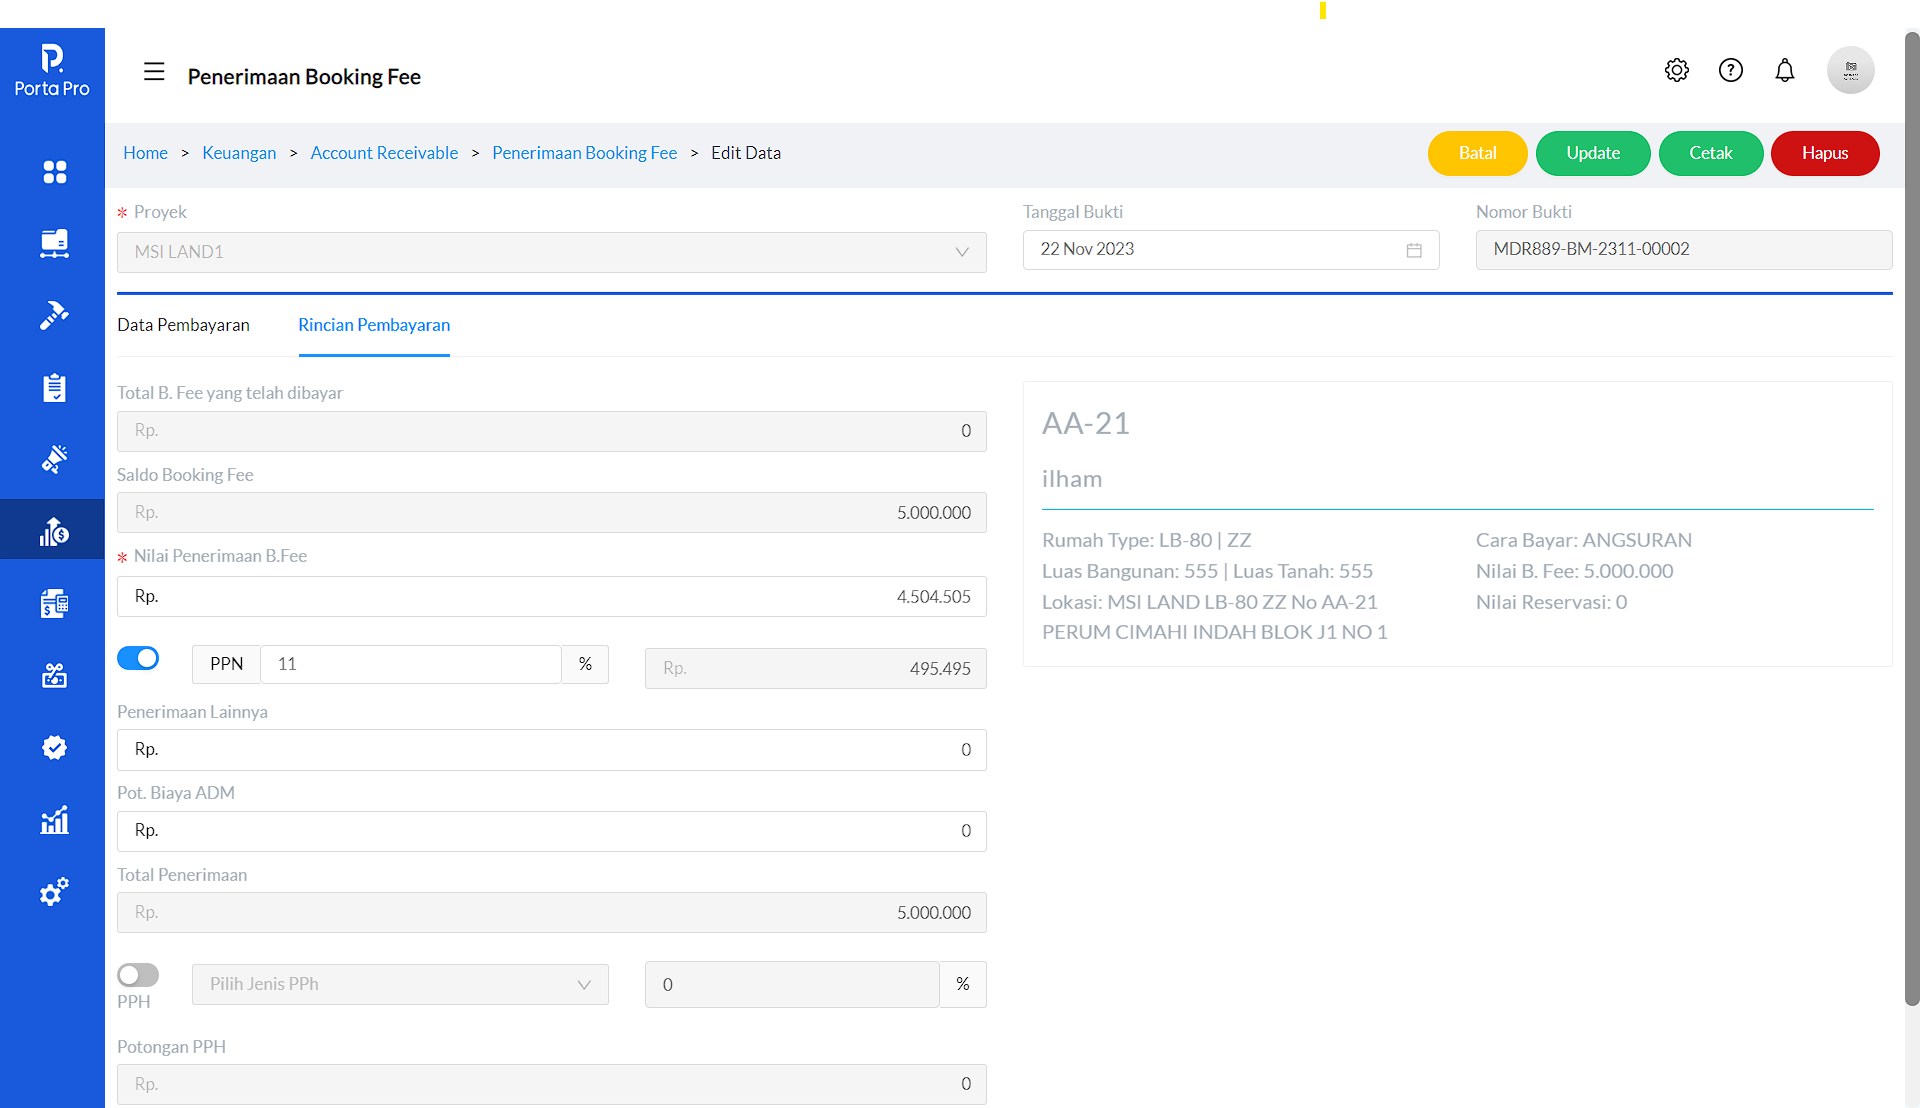 Porta Pro
Penerimaan Booking Fee
Home > Keuangan > Account Receivable > Penerimaan Booking Fee > Edit Data
Batal
Update
Cetak
Hapus
* Proyek
MSI LAND1
Tanggal Bukti
22 Nov 2023
Nomor Bukti
MDR889-BM-2311-00002
Data Pembayaran
Rincian Pembayaran
Total B. Fee yang telah dibayar
Rp. 0
Saldo Booking Fee
Rp. 5.000.000
* Nilai Penerimaan B.Fee
Rp. 4.504.505
PPN 11 %
Rp. 495.495
Penerimaan Lainnya
Rp. 0
Pot. Biaya ADM
Rp. 0
Total Penerimaan
Rp. 5.000.000
PPH
Pilih Jenis PPh
0 %
Potongan PPH
Rp. 0
AA-21
ilham
Rumah Type: LB-80 | ZZ
Luas Bangunan: 555 | Luas Tanah: 555
Lokasi: MSI LAND LB-80 ZZ No AA-21
PERUM CIMAHI INDAH BLOK J1 NO 1
Cara Bayar: ANGSURAN
Nilai B. Fee: 5.000.000
Nilai Reservasi: 0